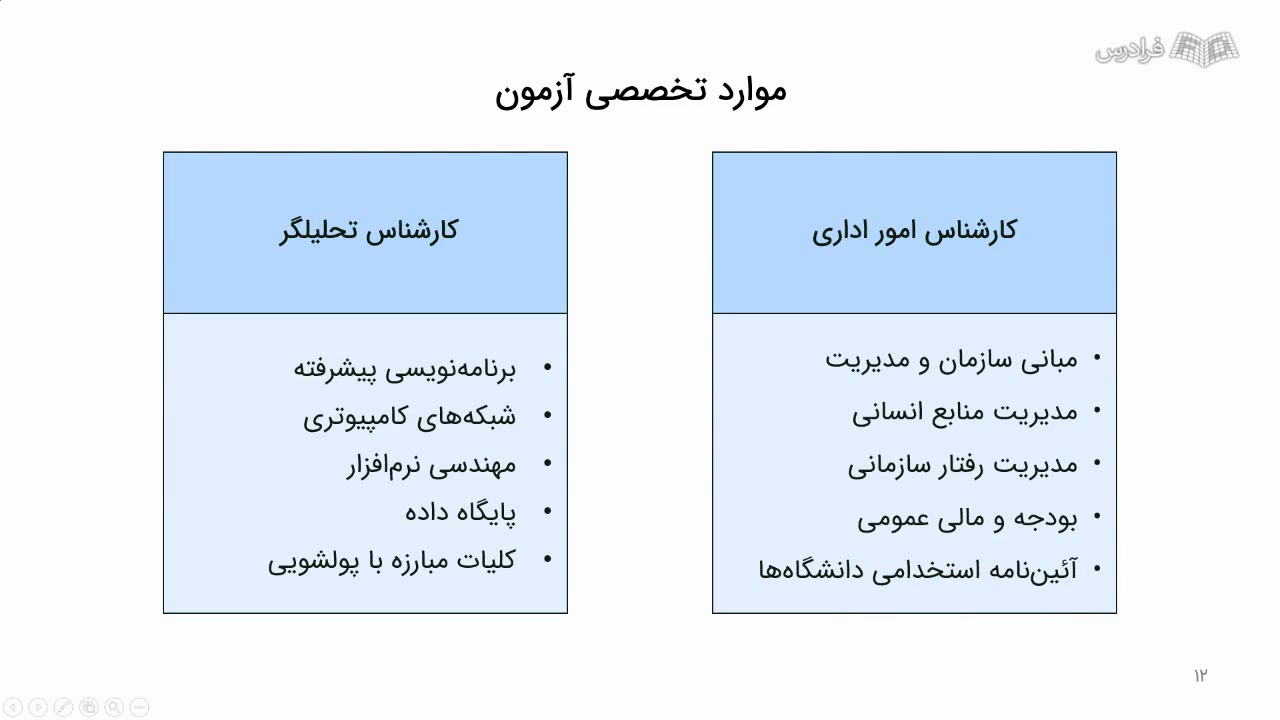 فرادرس
موارد تخصصی آزمون
کارشناس امور اداری
مبانی سازمان و مدیریت
مدیریت منابع انسانی
مدیریت رفتار سازمانی
بودجه و مالی عمومی
آئین‌نامه استخدامی دانشگاه‌ها
کارشناس تحلیلگر
برنامه‌نویسی پیشرفته
شبکه‌های کامپیوتری
مهندسی نرم‌افزار
پایگاه داده
کلیات مبارزه با پولشویی
۱۲